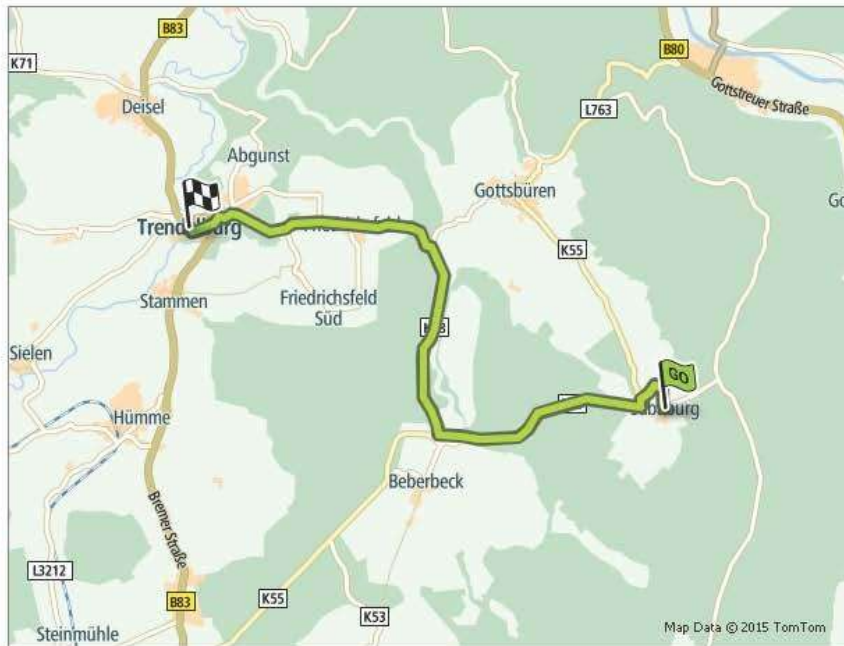 B83
K71
B80
Deisel
Gottstreuer Straße
L763
Abgunst
Gottsbüren
K55
Friedrichsfeld
Süd
Stammen
Sielen
GO
Hümme
Beberbeck
Bremer Straße
L3212
K55
B83
K53
Steinmühle
Map Data © 2015 TomTom